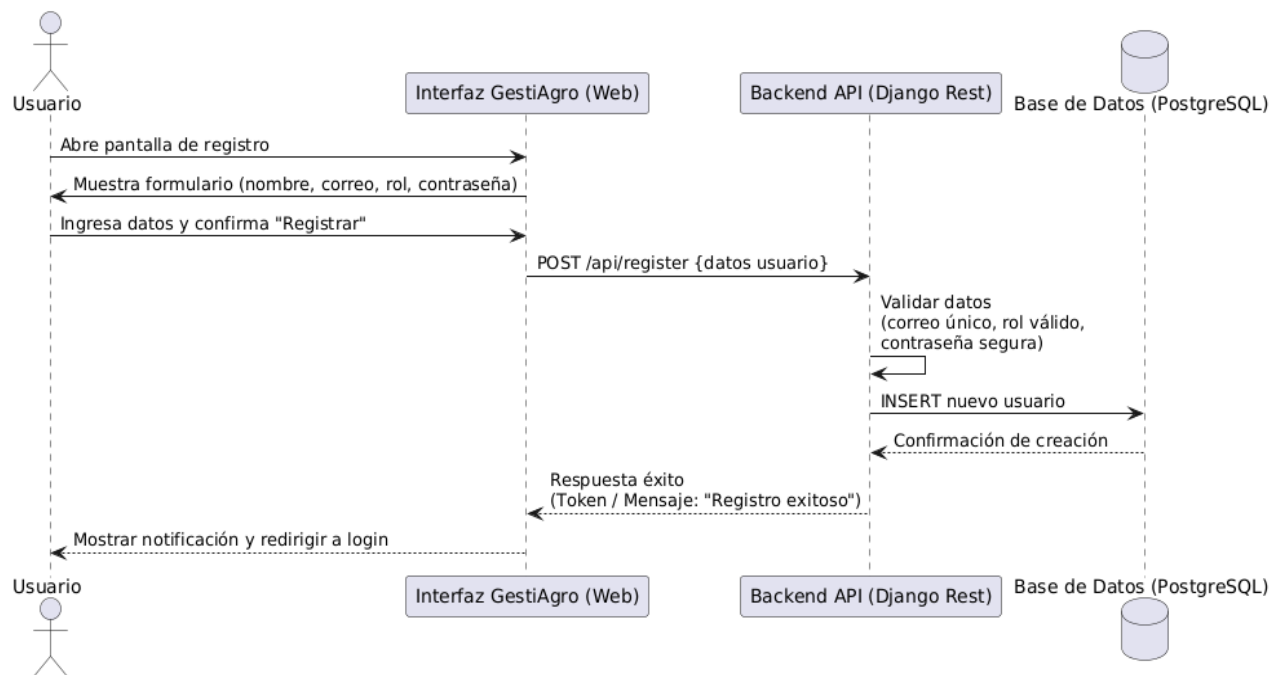 Usuario
Interfaz GestiAgro (Web)
Backend API (Django Rest)
Base de Datos (PostgreSQL)
Abre pantalla de registro
Muestra formulario (nombre, correo, rol, contraseña)
Ingresa datos y confirma "Registrar"
POST /api/register {datos usuario}
Validar datos
(correo único, rol válido,
contraseña segura)
INSERT nuevo usuario
Confirmación de creación
Respuesta éxito
(Token / Mensaje: "Registro exitoso")
Mostrar notificación y redirigir a login
Usuario
Interfaz GestiAgro (Web)
Backend API (Django Rest)
Base de Datos (PostgreSQL)